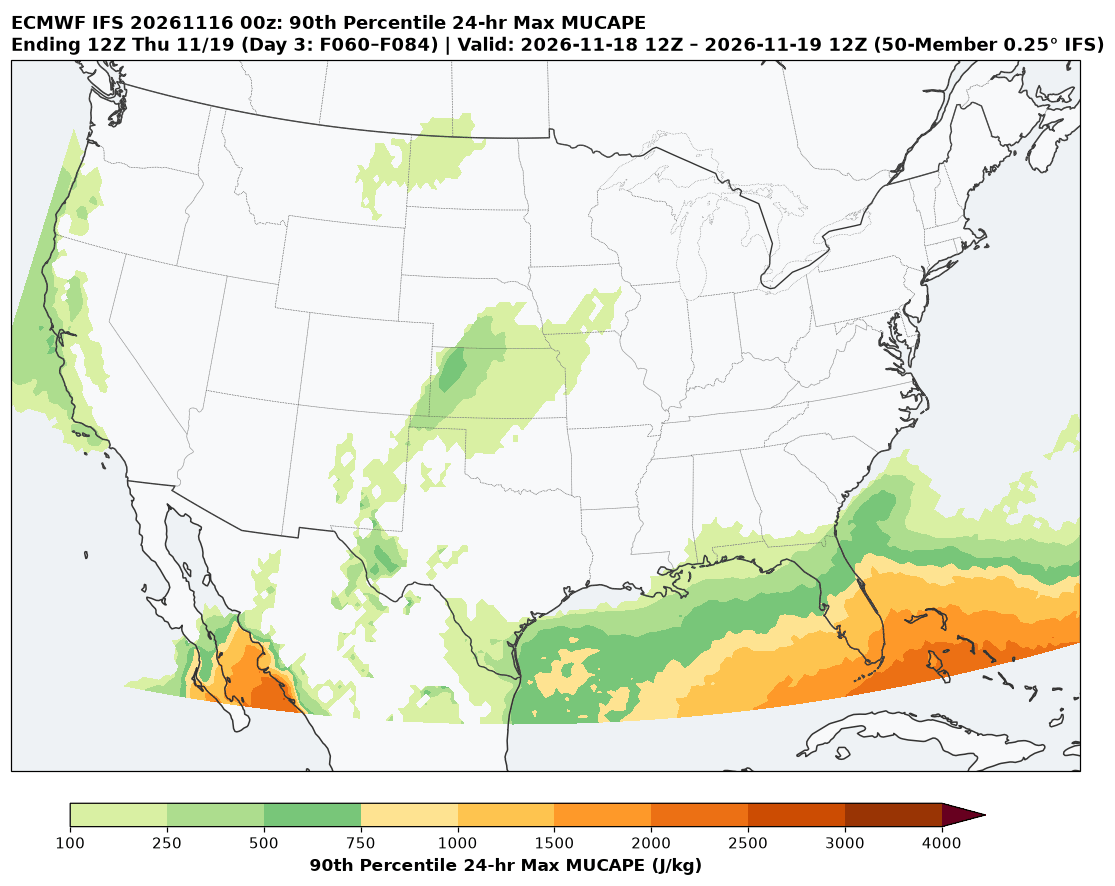 ECMWF IFS 20261116 00z: 90th Percentile 24-hr Max MUCAPE
Ending 12Z Thu 11/19 (Day 3: F060–F084) | Valid: 2026-11-18 12Z – 2026-11-19 12Z (50-Member 0.25° IFS)
100 250 500 750 1000 1500 2000 2500 3000 4000
90th Percentile 24-hr Max MUCAPE (J/kg)